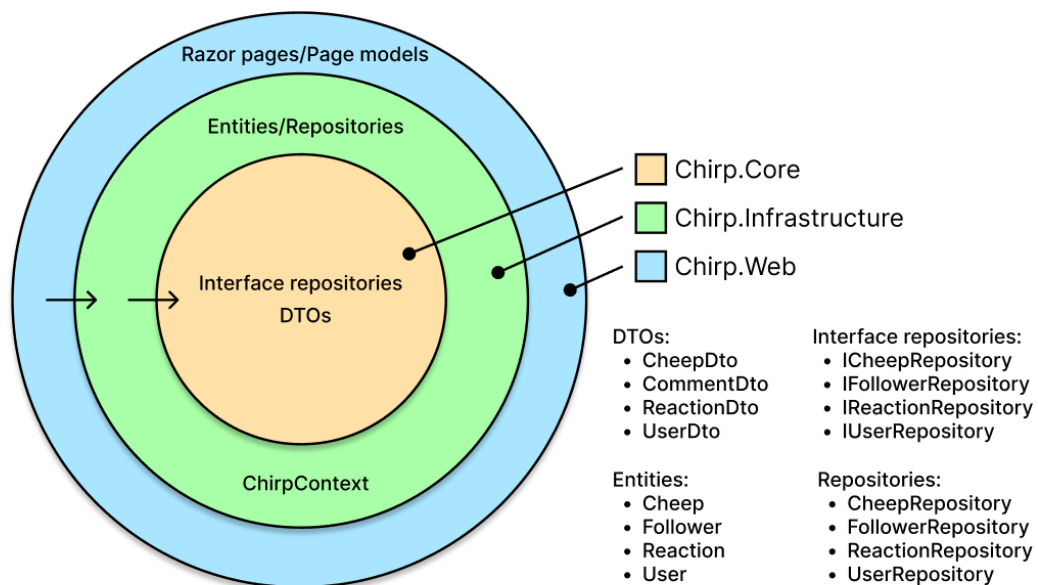 Razor pages/Page models
Entities/Repositories
Interface repositories
DTOs
ChirpContext
Chirp.Core
Chirp.Infrastructure
Chirp.Web
DTOs:
• CheepDto
• CommentDto
• ReactionDto
• UserDto
Interface repositories:
• ICheepRepository
• IFollowerRepository
• IReactionRepository
• IUserRepository
Entities:
• Cheep
• Follower
• Reaction
• User
Repositories:
• CheepRepository
• FollowerRepository
• ReactionRepository
• UserRepository